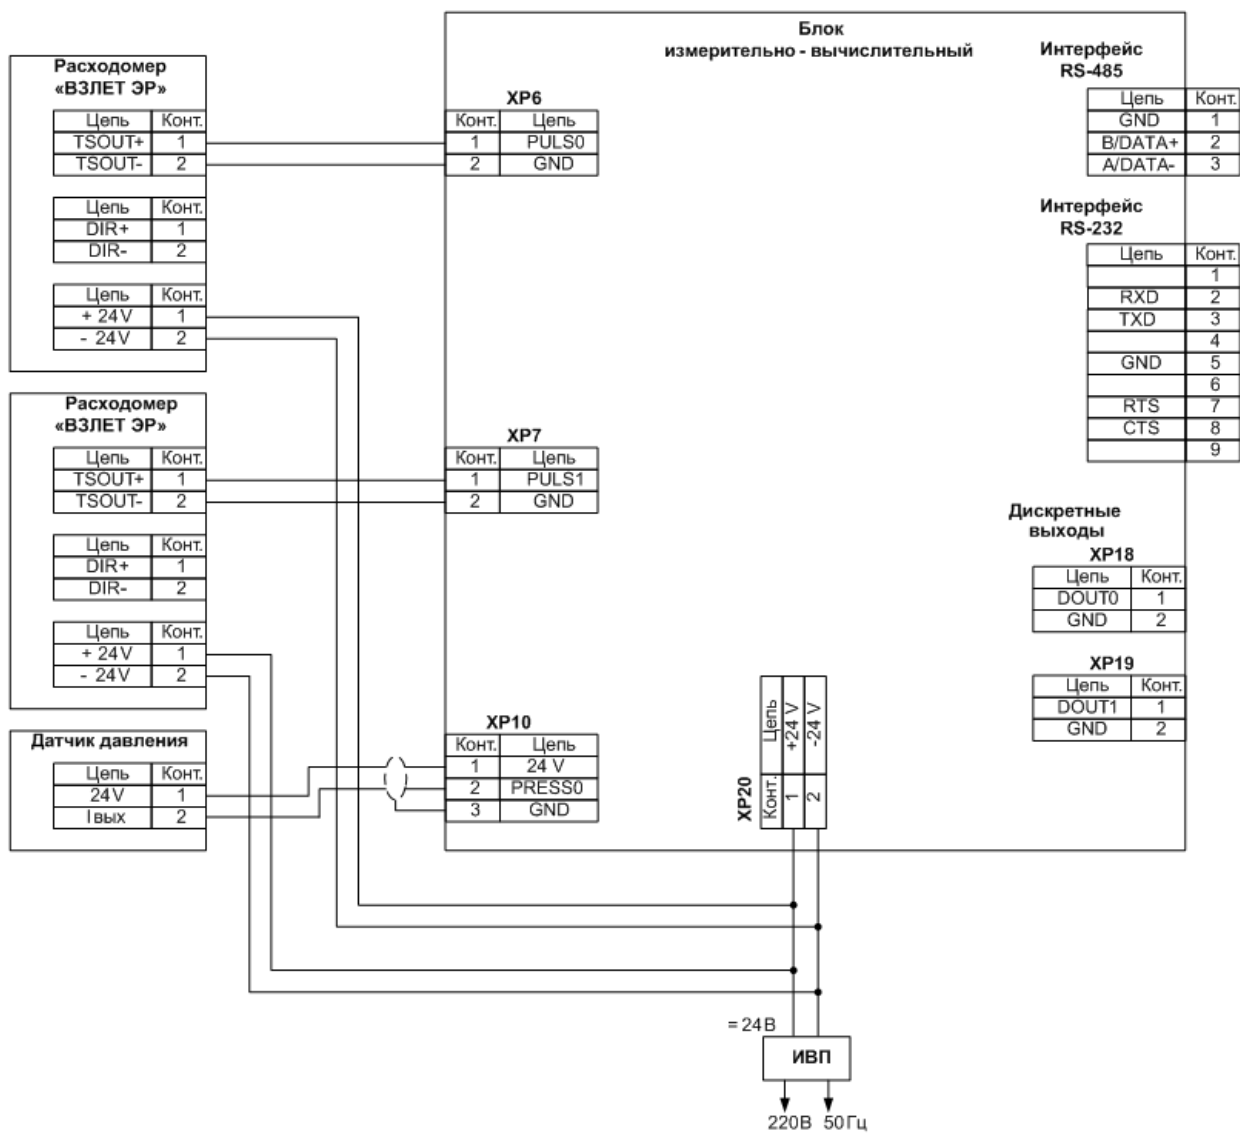 Блок
измерительно - вычислительный
Расходомер
«ВЗЛЕТ ЭР»
Цепь Конт.
TSOUT+ 1
TSOUT- 2
Цепь Конт.
DIR+ 1
DIR- 2
Цепь Конт.
+ 24V 1
- 24V 2
Расходомер
«ВЗЛЕТ ЭР»
Цепь Конт.
TSOUT+ 1
TSOUT- 2
Цепь Конт.
DIR+ 1
DIR- 2
Цепь Конт.
+ 24V 1
- 24V 2
Датчик давления
Цепь Конт.
24V 1
Iвых 2
XP6
Конт. Цепь
1 PULS0
2 GND
XP7
Конт. Цепь
1 PULS1
2 GND
XP10
Конт. Цепь
1 24 V
2 PRESS0
3 GND
XP20
Конт. Цепь
1 +24 V
2 -24 V
Интерфейс
RS-485
Цепь Конт.
GND 1
B/DATA+ 2
A/DATA- 3
Интерфейс
RS-232
Цепь Конт.
1
RXD 2
TXD 3
4
GND 5
6
RTS 7
CTS 8
9
Дискретные
выходы
XP18
Цепь Конт.
DOUT0 1
GND 2
XP19
Цепь Конт.
DOUT1 1
GND 2
= 24В
ИВП
220В 50Гц